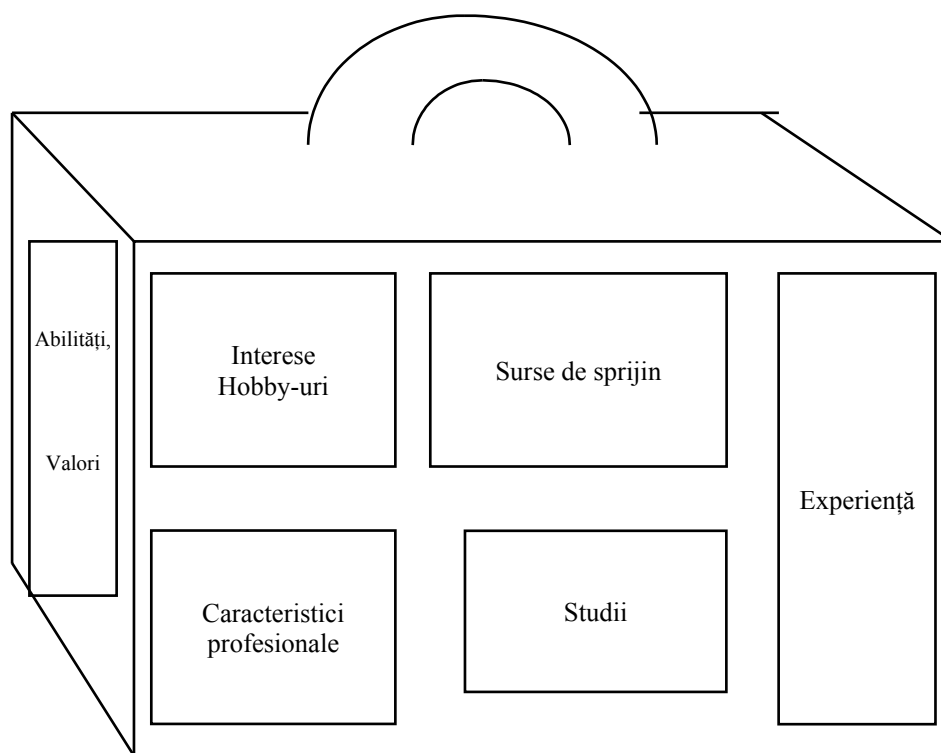 Abilități,
Valori
Interese
Hobby-uri
Surse de sprijin
Experiență
Caracteristici
profesionale
Studii